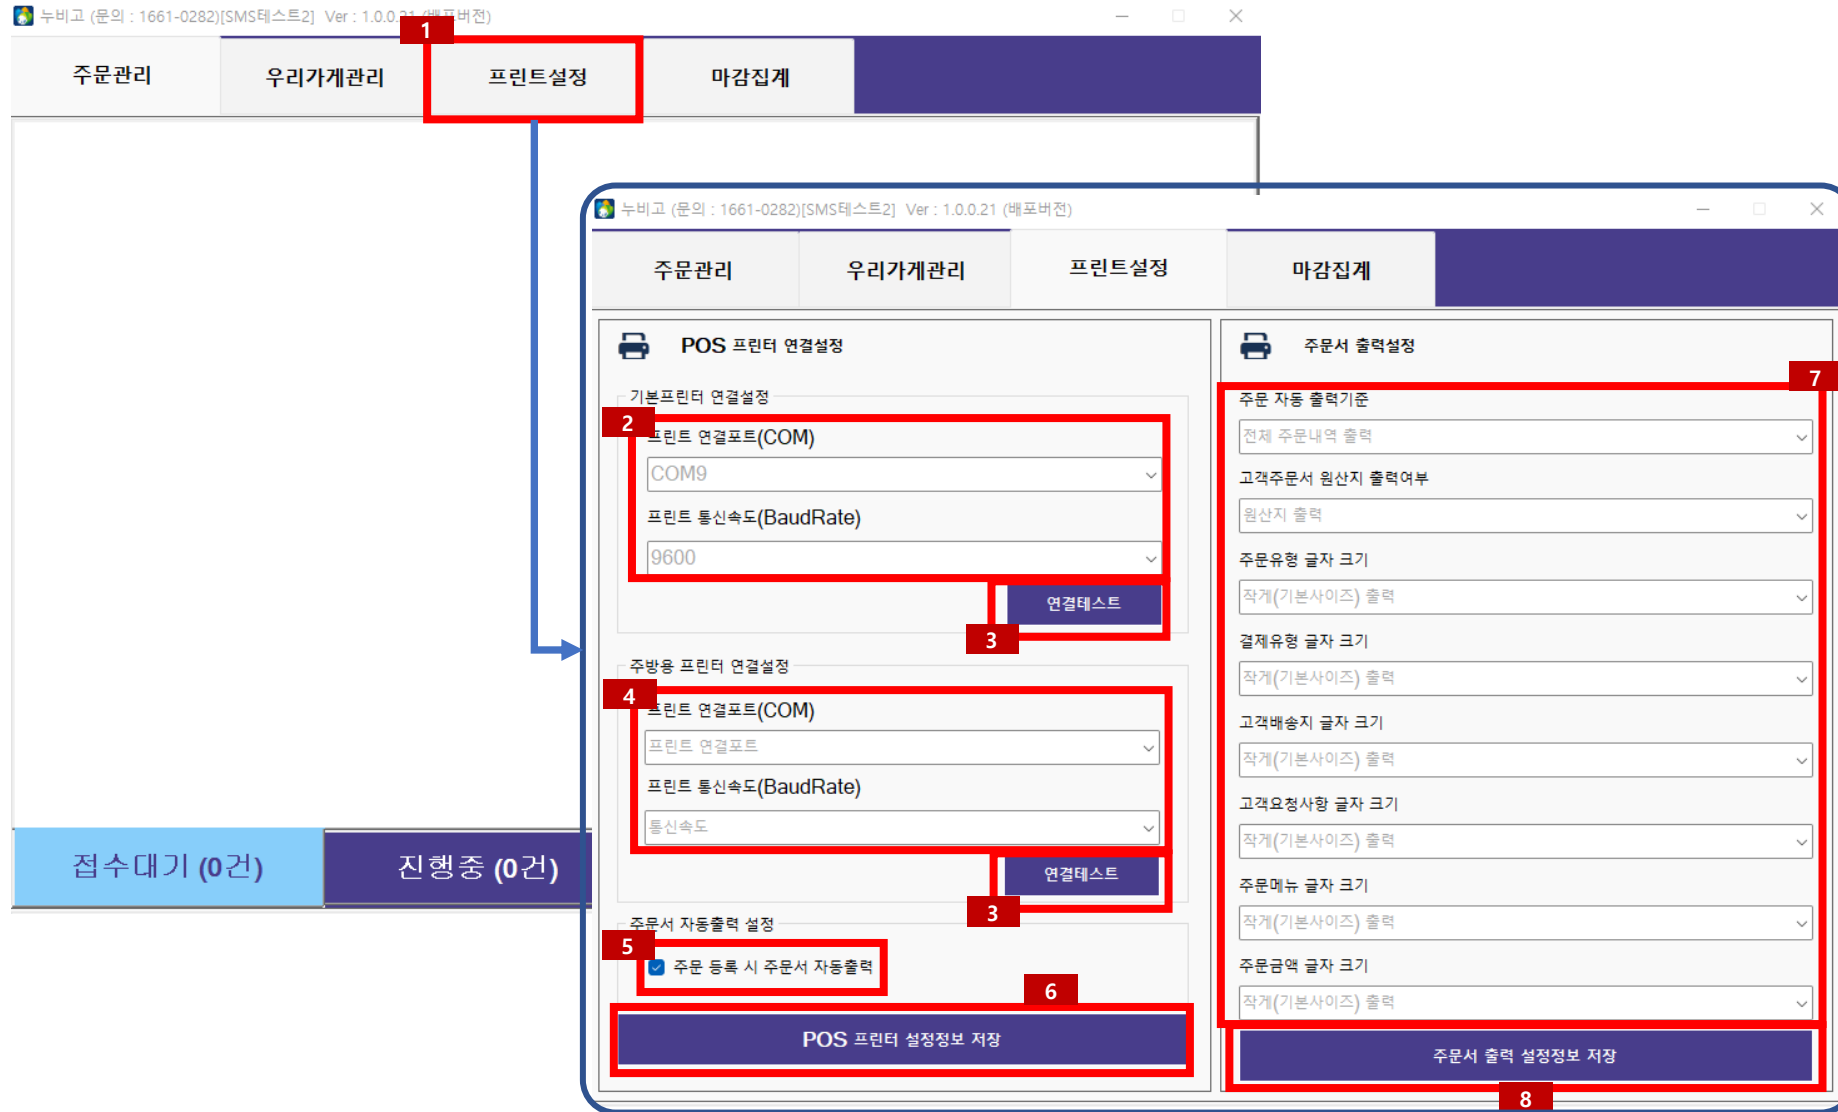 누비고 (문의 : 1661-0282)[SMS테스트2] Ver : 1.0.0.21 (배포버전)
1
주문관리 우리가게관리 프린트설정 마감집계
누비고 (문의 : 1661-0282)[SMS테스트2] Ver : 1.0.0.21 (배포버전)
주문관리 우리가게관리 프린트설정 마감집계
POS 프린터 연결설정
기본프린터 연결설정
2
프린트 연결포트(COM)
COM9
프린트 통신속도(BaudRate)
9600
연결테스트
3
주방용 프린터 연결설정
4
프린트 연결포트(COM)
프린트 연결포트
프린트 통신속도(BaudRate)
통신속도
연결테스트
3
주문서 자동출력 설정
5
주문 등록 시 주문서 자동출력
6
POS 프린터 설정정보 저장
주문서 출력설정
7
주문 자동 출력기준
전체 주문내역 출력
고객주문서 원산지 출력여부
원산지 출력
주문유형 글자 크기
작게(기본사이즈) 출력
결제유형 글자 크기
작게(기본사이즈) 출력
고객배송지 글자 크기
작게(기본사이즈) 출력
고객요청사항 글자 크기
작게(기본사이즈) 출력
주문메뉴 글자 크기
작게(기본사이즈) 출력
주문금액 글자 크기
작게(기본사이즈) 출력
주문서 출력 설정정보 저장
8
접수대기 (0건) 진행중 (0건)